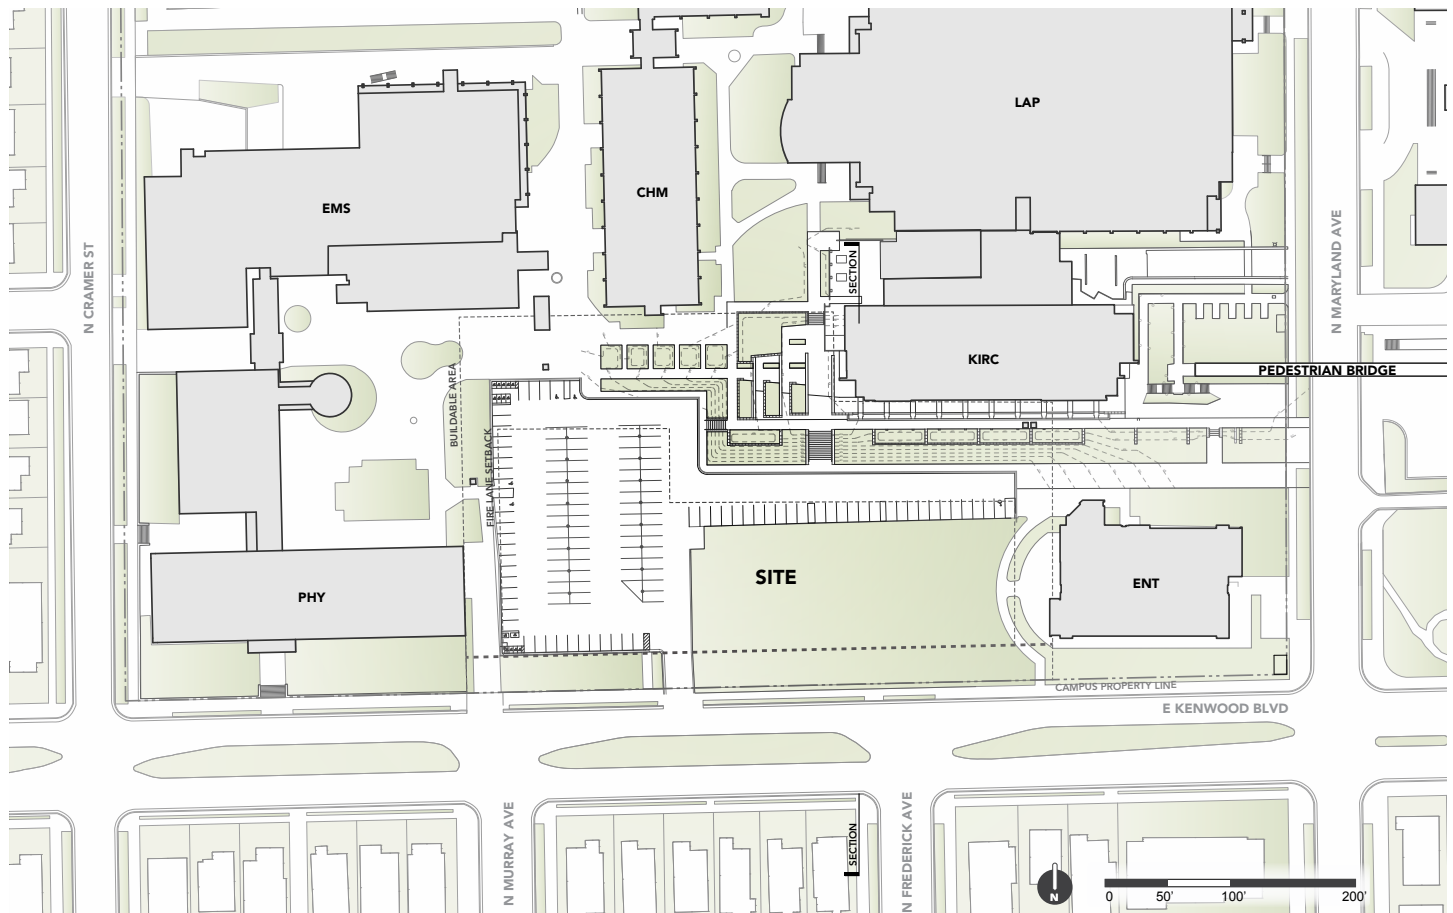 LAP
CHM
EMS
N CRAMER ST
SECTION
N MARYLAND AVE
KIRC
PEDESTRIAN BRIDGE
BUILDABLE AREA
FIRE LANE SETBACK
SITE
ENT
PHY
CAMPUS PROPERTY LINE
E KENWOOD BLVD
N MURRAY AVE
SECTION
N FREDERICK AVE
N
0 50' 100' 200'